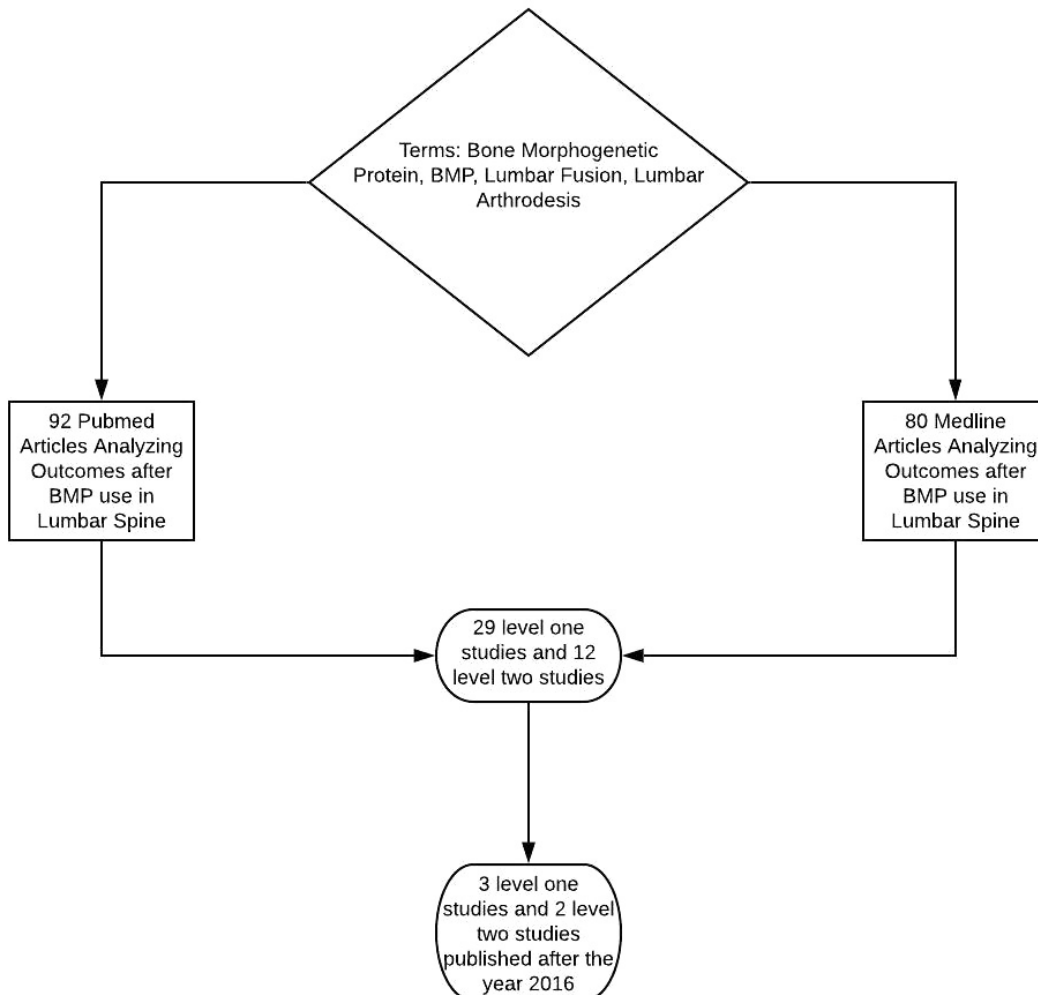 Terms: Bone Morphogenetic
Protein, BMP, Lumbar Fusion, Lumbar
Arthrodesis
92 Pubmed
Articles Analyzing
Outcomes after
BMP use in
Lumbar Spine
80 Medline
Articles Analyzing
Outcomes after
BMP use in
Lumbar Spine
29 level one
studies and 12
level two studies
3 level one
studies and 2 level
two studies
published after the
year 2016